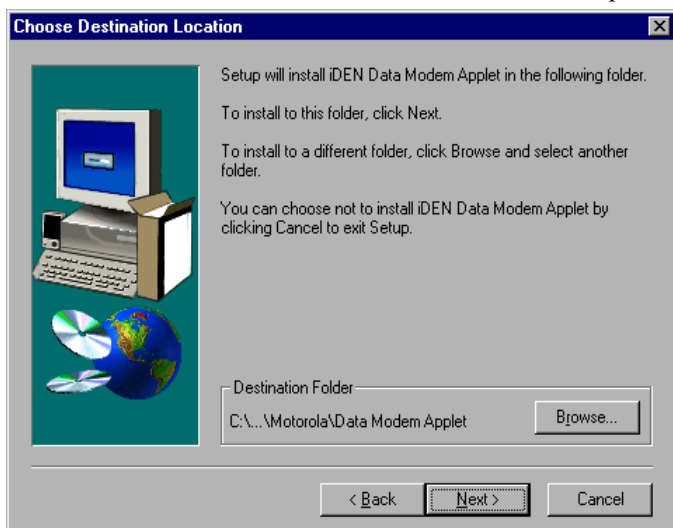 Choose Destination Location
Setup will install iDEN Data Modem Applet in the following folder.
To install to this folder, click Next.
To install to a different folder, click Browse and select another
folder.
You can choose not to install iDEN Data Modem Applet by
clicking Cancel to exit Setup.
Destination Folder
C:\...\Motorola\Data Modem Applet
Browse...
< Back
Next >
Cancel